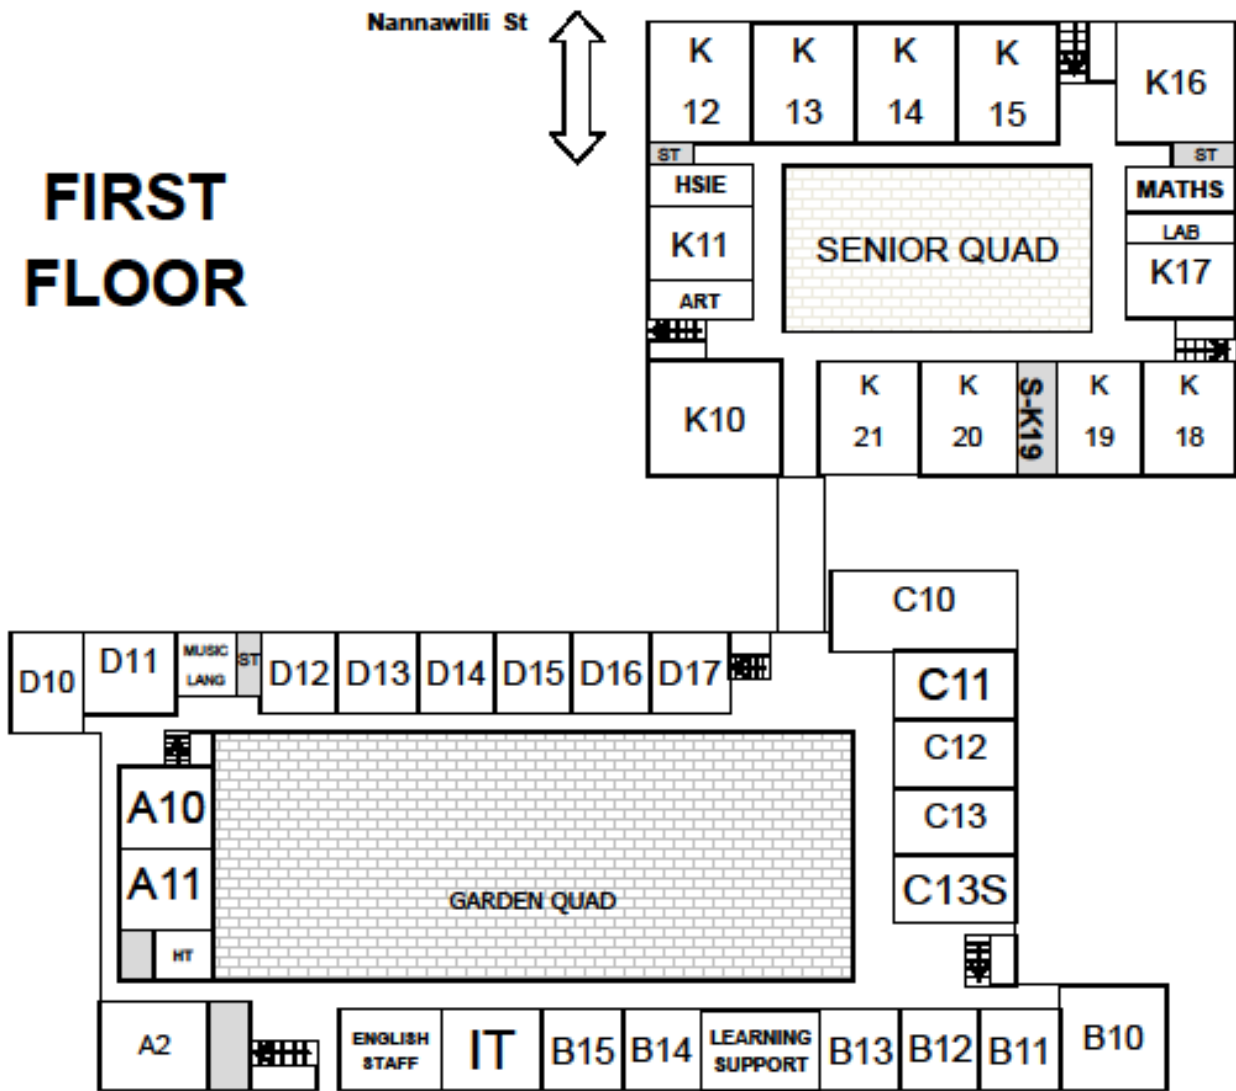 Nannawilli St
FIRST
FLOOR
K
12
K
13
K
14
K
15
K16
ST
ST
HSIE
MATHS
K11
SENIOR QUAD
LAB
K17
ART
K10
K
21
K
20
S-K19
K
19
K
18
C10
D10
D11
MUSIC
LANG
ST
D12
D13
D14
D15
D16
D17
C11
C12
C13
C13S
A10
A11
HT
GARDEN QUAD
A2
ENGLISH
STAFF
IT
B15
B14
LEARNING
SUPPORT
B13
B12
B11
B10